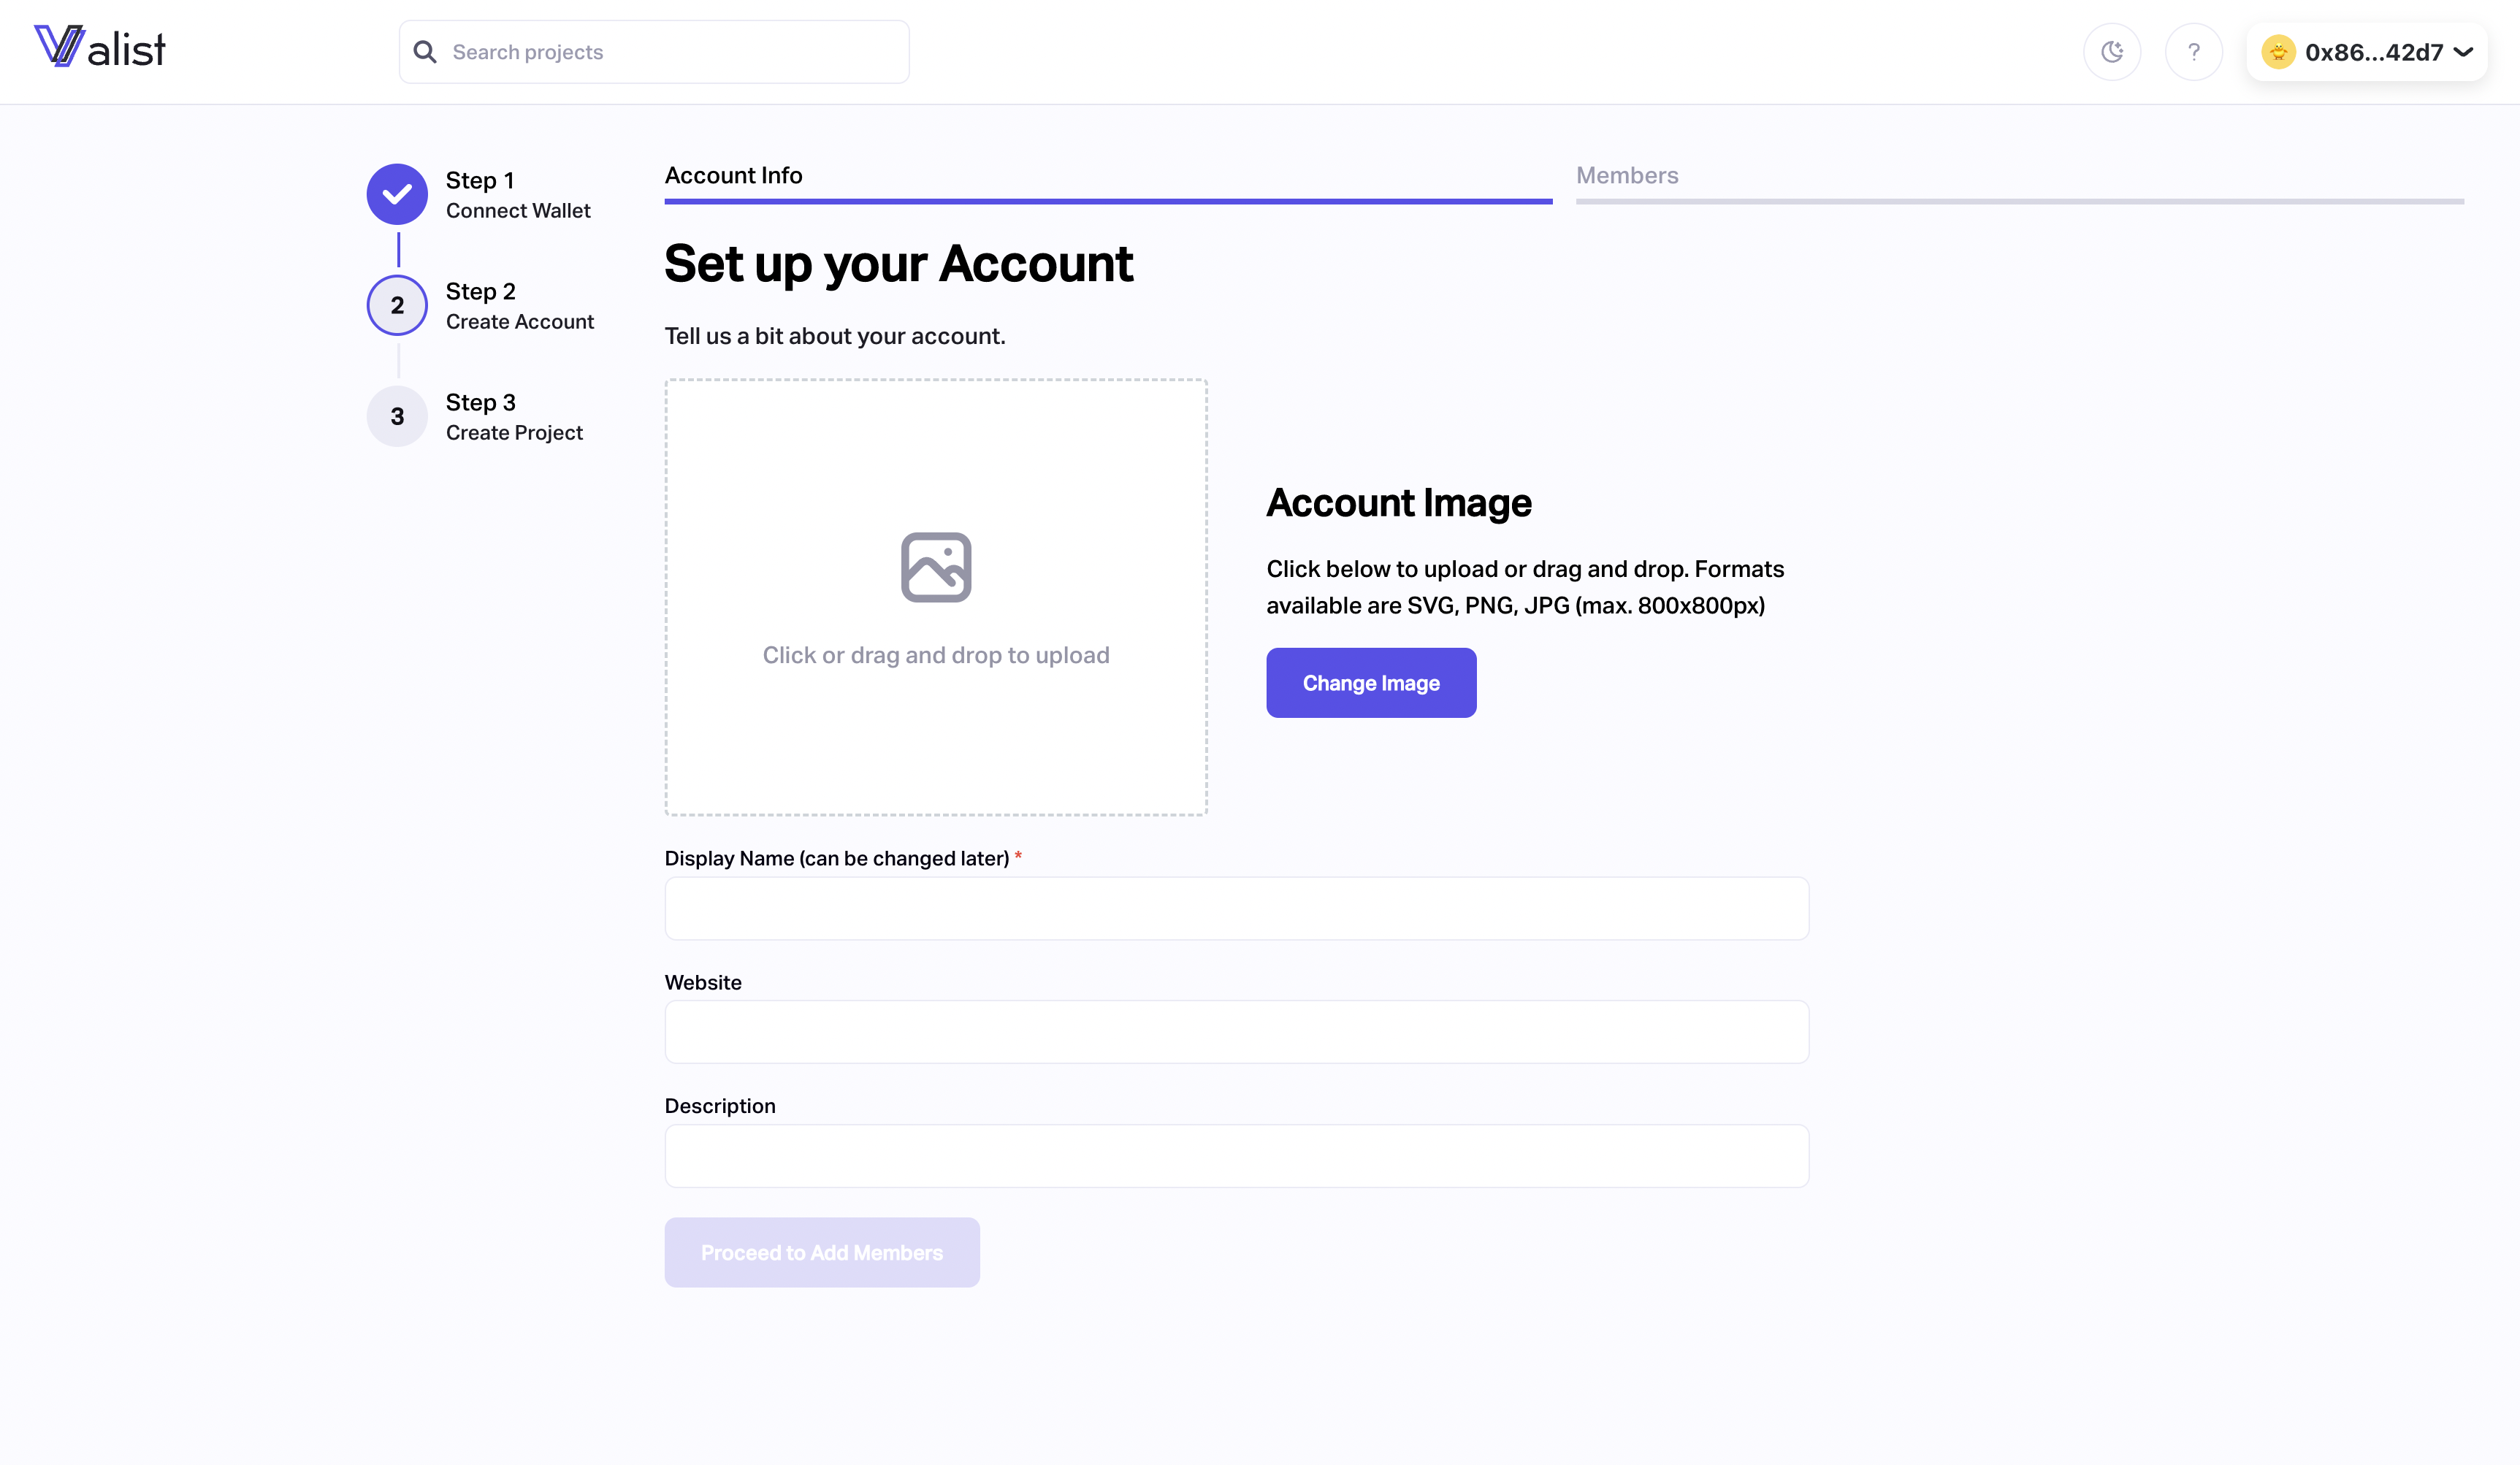 Valist
Search projects
?
0x86...42d7
Step 1
Connect Wallet
2
Step 2
Create Account
3
Step 3
Create Project
Account Info
Members
Set up your Account
Tell us a bit about your account.
Click or drag and drop to upload
Account Image
Click below to upload or drag and drop. Formats
available are SVG, PNG, JPG (max. 800x800px)
Change Image
Display Name (can be changed later) *
Website
Description
Proceed to Add Members